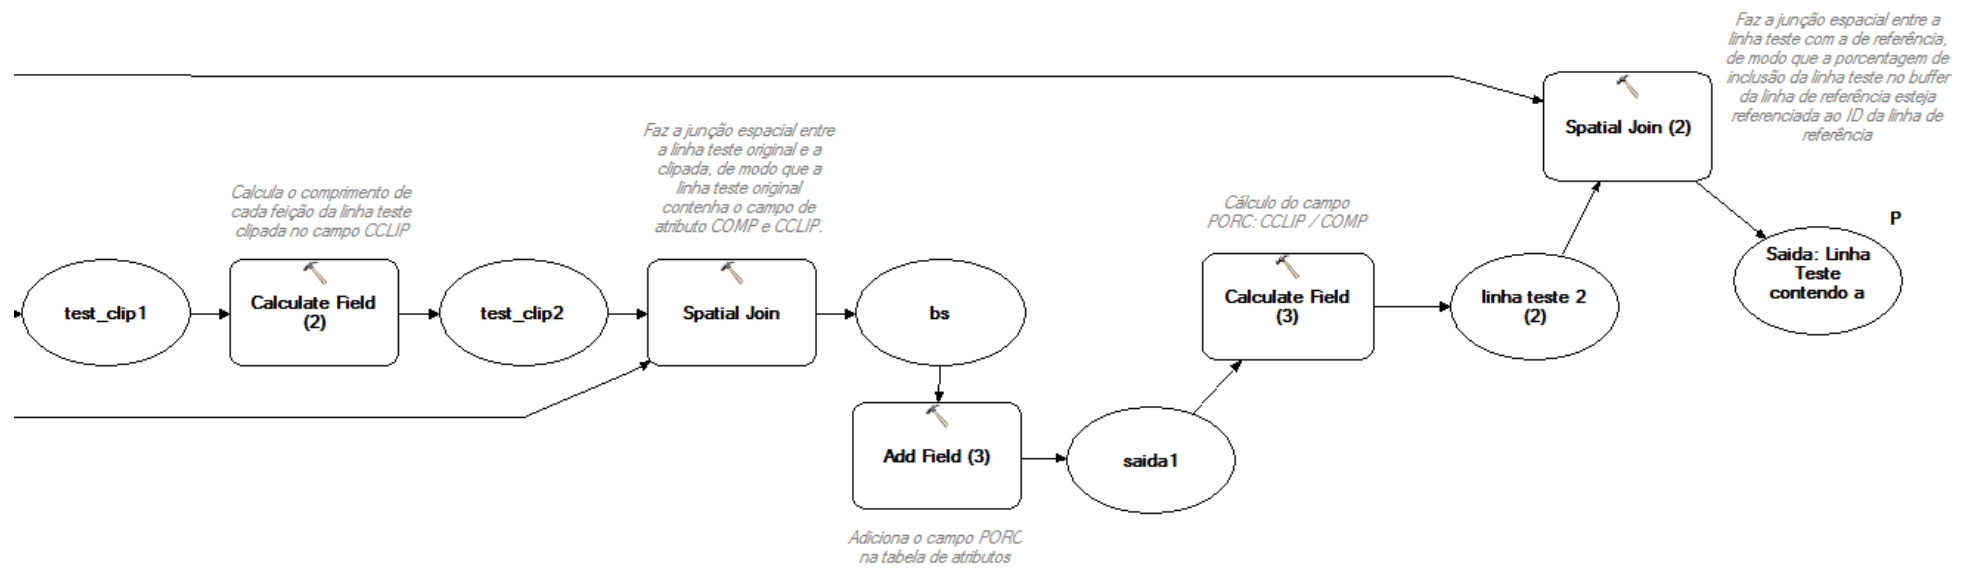 Faz a junção espacial entre a
linha teste com a de referência,
de modo que a porcentagem de
inclusão da linha teste no buffer
da linha de referência esteja
referenciada ao ID da linha de
referência
Spatial Join (2)
Faz a junção espacial entre
a linha teste original e a
clipada, de modo que a
linha teste original
contenha o campo de
atributo COMP e CCLIP.
Calcula o comprimento de
cada feição da linha teste
clipada no campo CCLIP
Cálculo do campo
PORC: CCLIP / COMP
P
Saida: Linha
Teste
contendo a
test_clip1
Calculate Field
(2)
test_clip2
Spatial Join
bs
Calculate Field
(3)
linha teste 2
(2)
Add Field (3)
saida1
Adiciona o campo PORC
na tabela de atributos